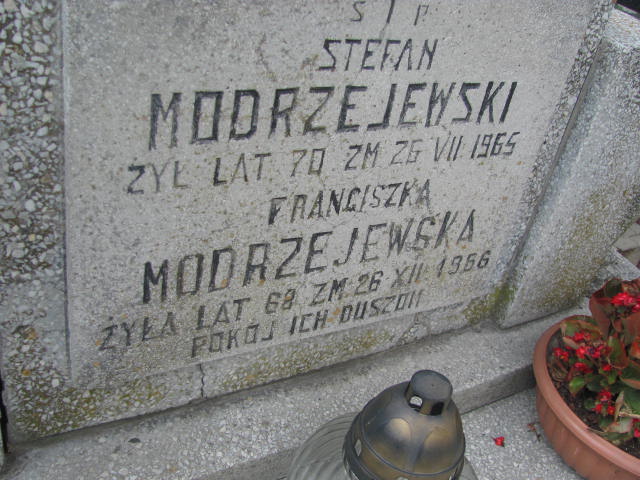 Ś | P
STEFAN
MODRZEJEWSKI
ŻYŁ LAT 70 ZM 26 VII 1965
FRANCISZKA
MODRZEJEWSKA
ŻYŁA LAT 68 ZM 26 XII 1966
POKÓJ ICH DUSZOM